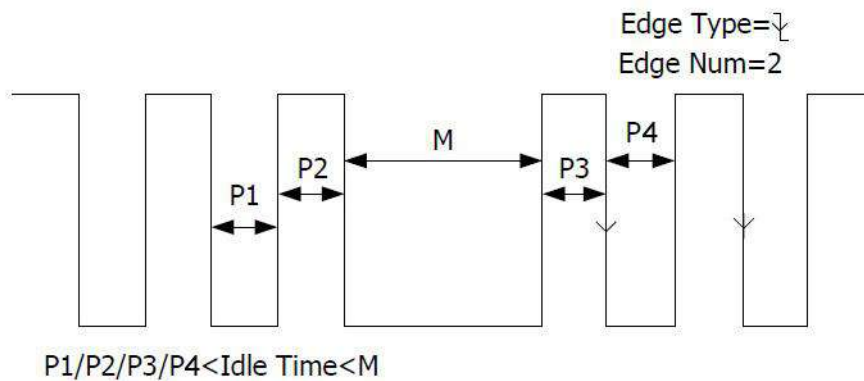 Edge Type=
Edge Num=2
M
P4
P2
P3
P1
P1/P2/P3/P4<Idle Time<M